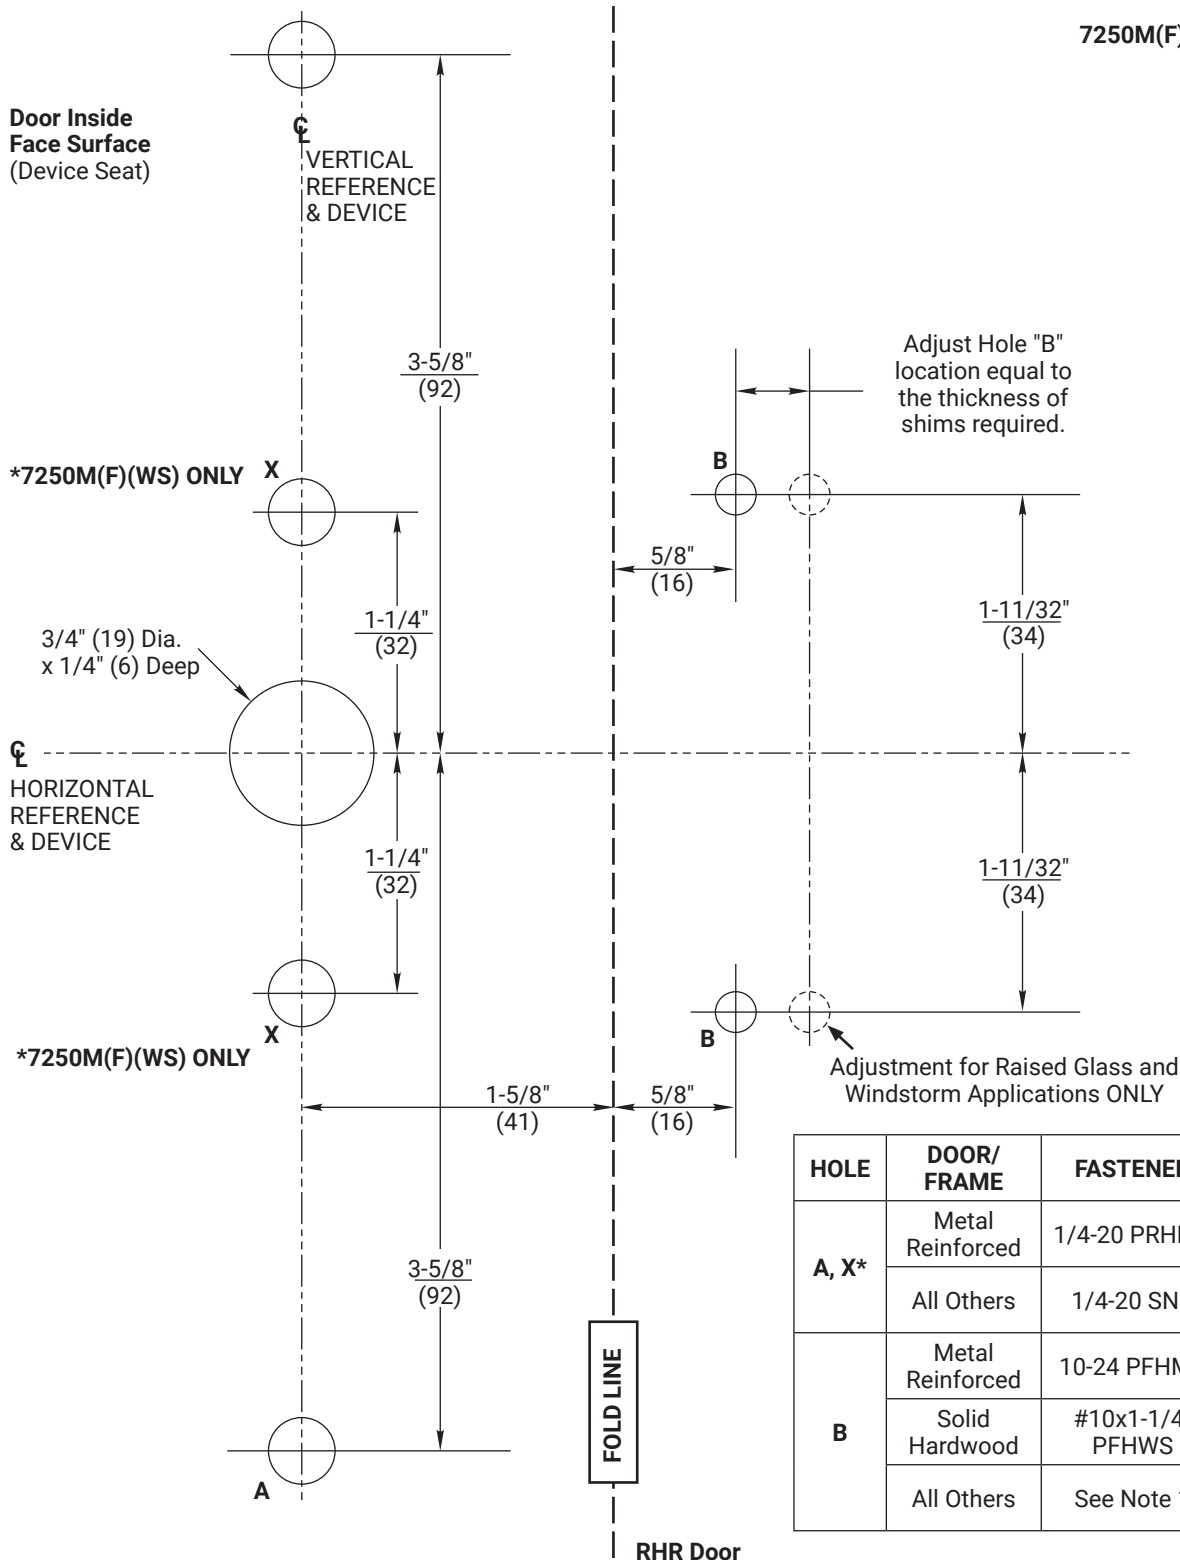 7250M(F)
Door Inside
Face Surface
(Device Seat)
℄
VERTICAL
REFERENCE
& DEVICE
3-5/8"
(92)
Adjust Hole "B"
location equal to
the thickness of
shims required.
*7250M(F)(WS) ONLY
X
B
5/8"
(16)
1-1/4"
(32)
1-11/32"
(34)
3/4" (19) Dia.
x 1/4" (6) Deep
℄
HORIZONTAL
REFERENCE
& DEVICE
1-1/4"
(32)
1-11/32"
(34)
X
*7250M(F)(WS) ONLY
B
Adjustment for Raised Glass and
Windstorm Applications ONLY
1-5/8"
(41)
5/8"
(16)
HOLE
DOOR/
FRAME
A, X*
Metal
Reinforced
All Others
1/4-20
B
Metal
Reinforced
10-24
Solid
Hardwood
#10x1-1/4
PFHWS
All Others
See Note
3-5/8"
(92)
A
FOLD LINE
RHR Door